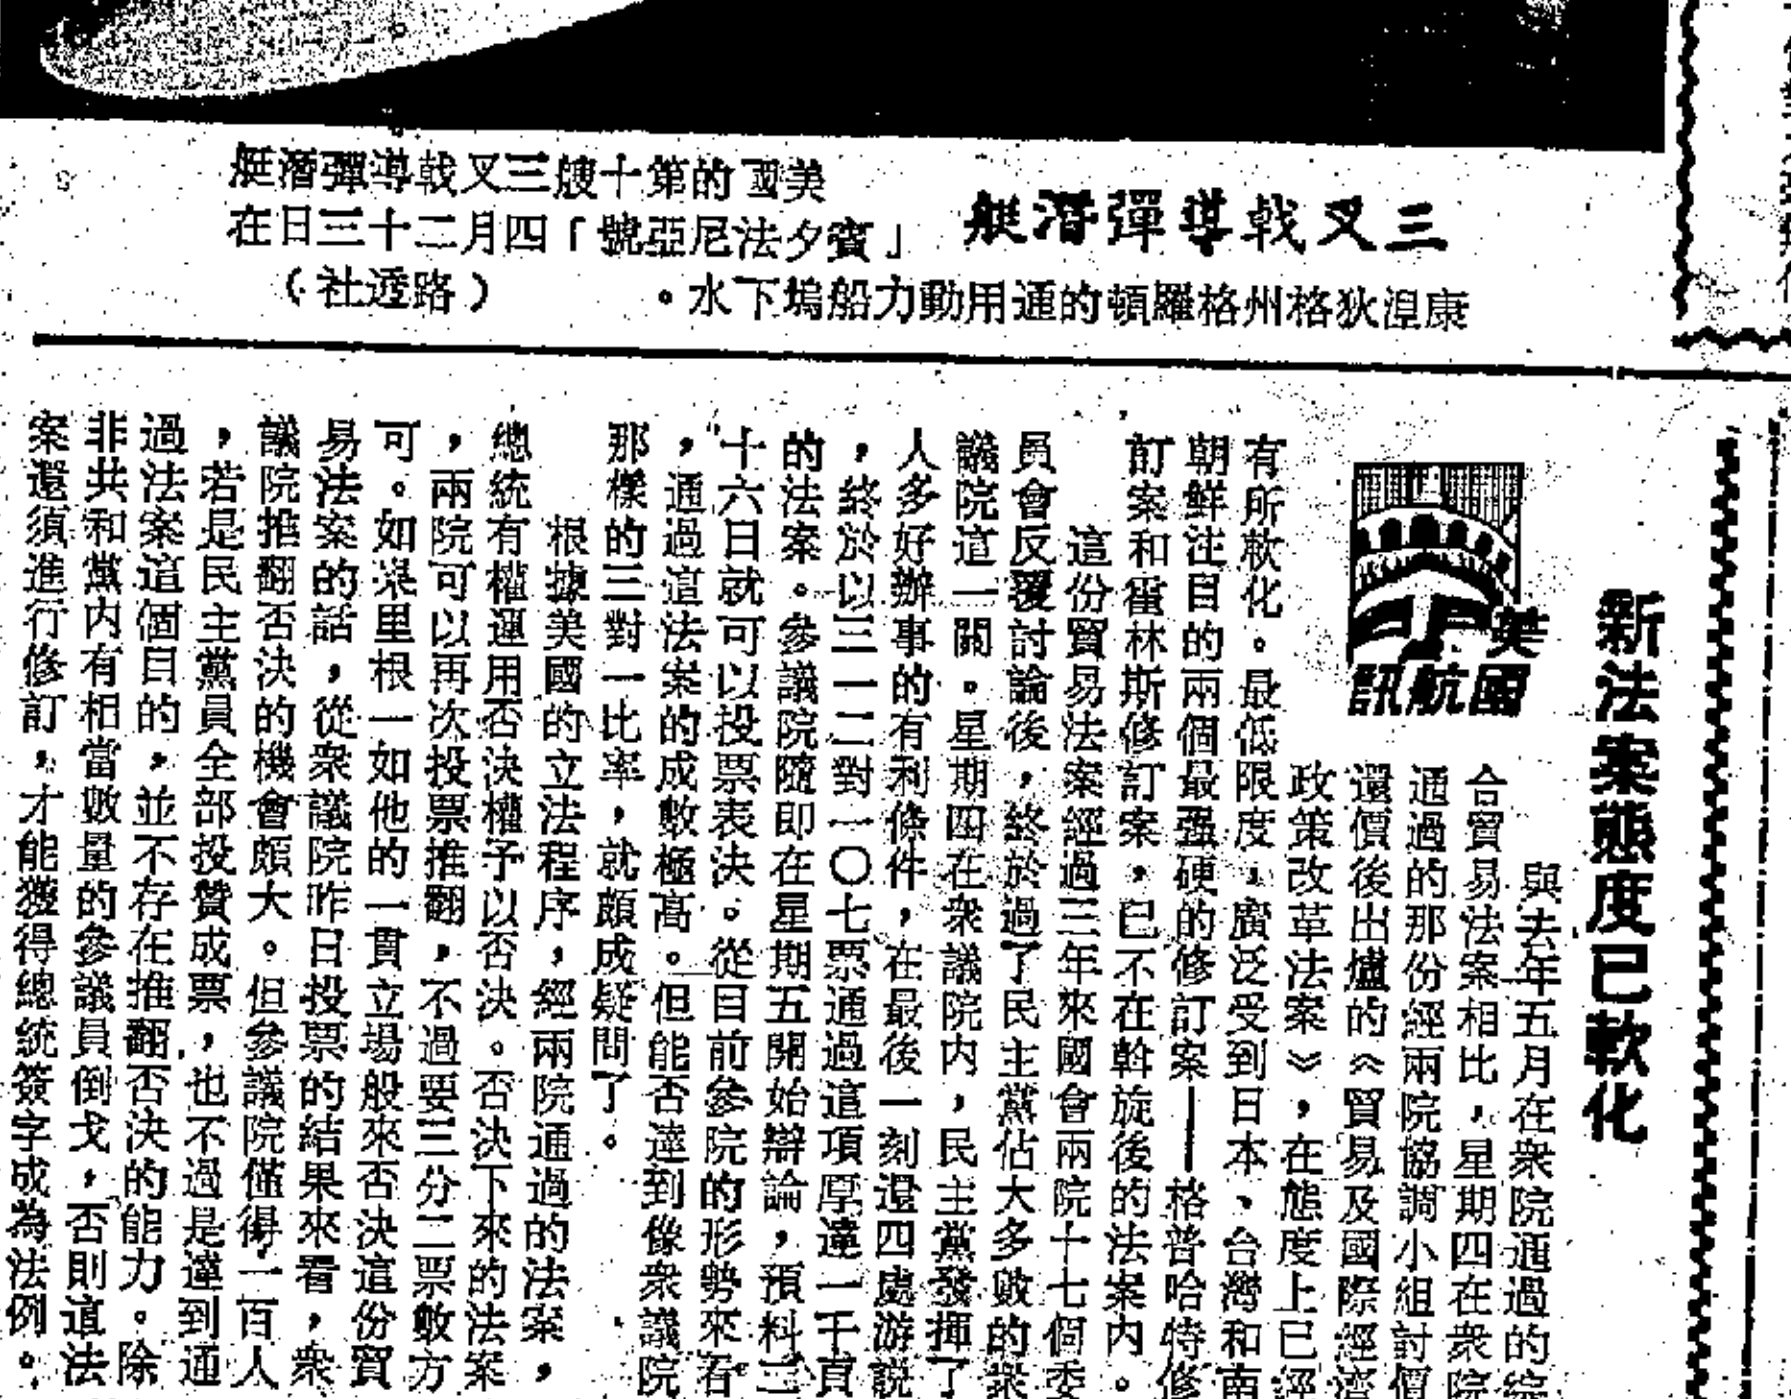 三叉戟導彈潛艇
美國的第十艘三叉戟導彈潛艇
「賓夕法尼亞號」四月二十三日在
康湼狄格州格羅頓的通用動力船塢下水。
（路透社）
新法案態度已軟化
美國
航訊
與去年五月在衆院通過的綜
合貿易法案相比，星期四在衆院
通過的那份經兩院協調小組討價
還價後出爐的《貿易及國際經濟
政策改革法案》，在態度上已經
有所軟化。最低限度，廣泛受到日本、台灣和南
朝鮮注目的兩個最强硬的修訂案——格普哈特修
訂案和霍林斯修訂案，已不在斡旋後的法案内。
這份貿易法案經過三年來國會兩院十七個委
員會反覆討論後，終於過了民主黨佔大多數的衆
議院這一關。星期四在衆議院内，民主黨發揮了
人多好辦事的有利條件，在最後一刻還四處游説
，終於以三一二對一〇七票通過這項厚達一千頁
的法案。參議院隨即在星期五開始辯論，預料二
十六日就可以投票表決。從目前參院的形勢來看
，通過這法案的成數極高。但能否達到像衆議院
那樣的三對一比率，就頗成疑問了。
根據美國的立法程序，經兩院通過的法案，
總統有權運用否決權予以否決。否決下來的法案
，兩院可以再次投票推翻，不過要三分二票數方
可。如果里根一如他的一貫立場般來否決這份貿
易法案的話，從衆議院昨日投票的結果來看，衆
議院推翻否決的機會頗大。但參議院僅得一百人
，若是民主黨員全部投贊成票，也不過是達到通
過法案這個目的，並不存在推翻否決的能力。除
非共和黨内有相當數量的參議員倒戈，否則這法
案還須進行修訂，才能獲得總統簽字成為法例。